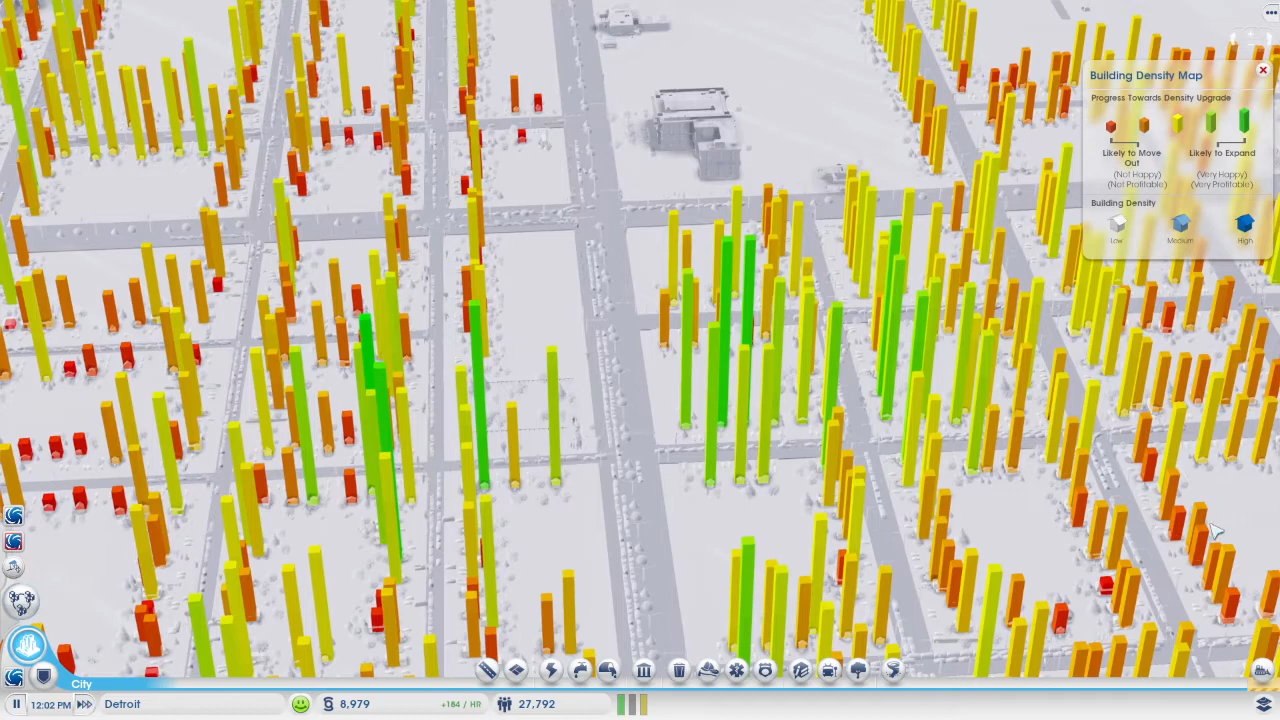 Building Density Map
Progress Towards Density Upgrade
Likely to Move Out
Likely to Expand
(Not Happy)
(Very Happy)
(Not Profitable)
(Very Profitable)
Building Density
Low
Medium
High
City
12:02 PM
Detroit
8,979
+184 / HR
27,792